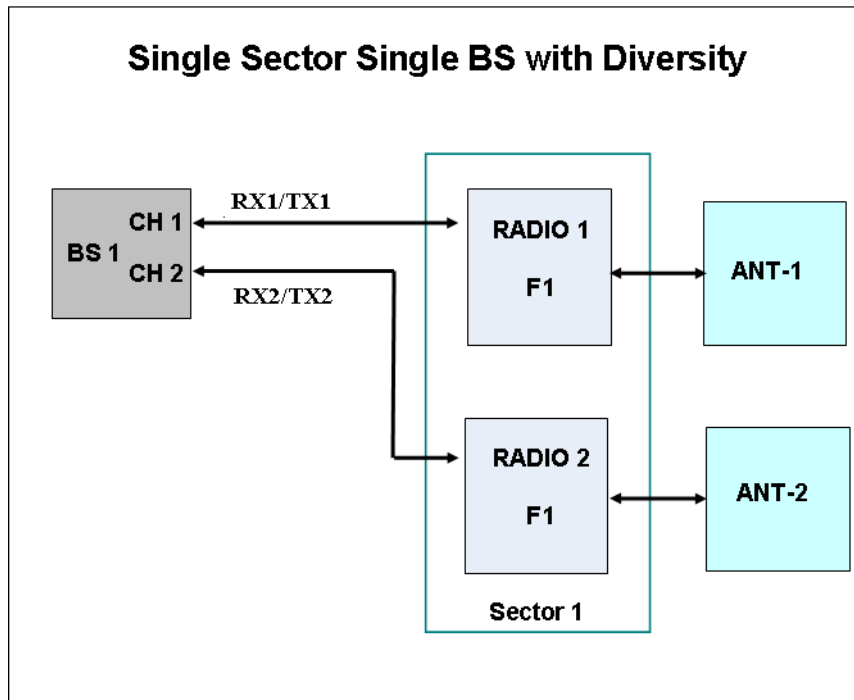 Single Sector Single BS with Diversity
RX1/TX1
CH 1
BS 1
CH 2
RX2/TX2
RADIO 1
F1
ANT-1
RADIO 2
F1
ANT-2
Sector 1